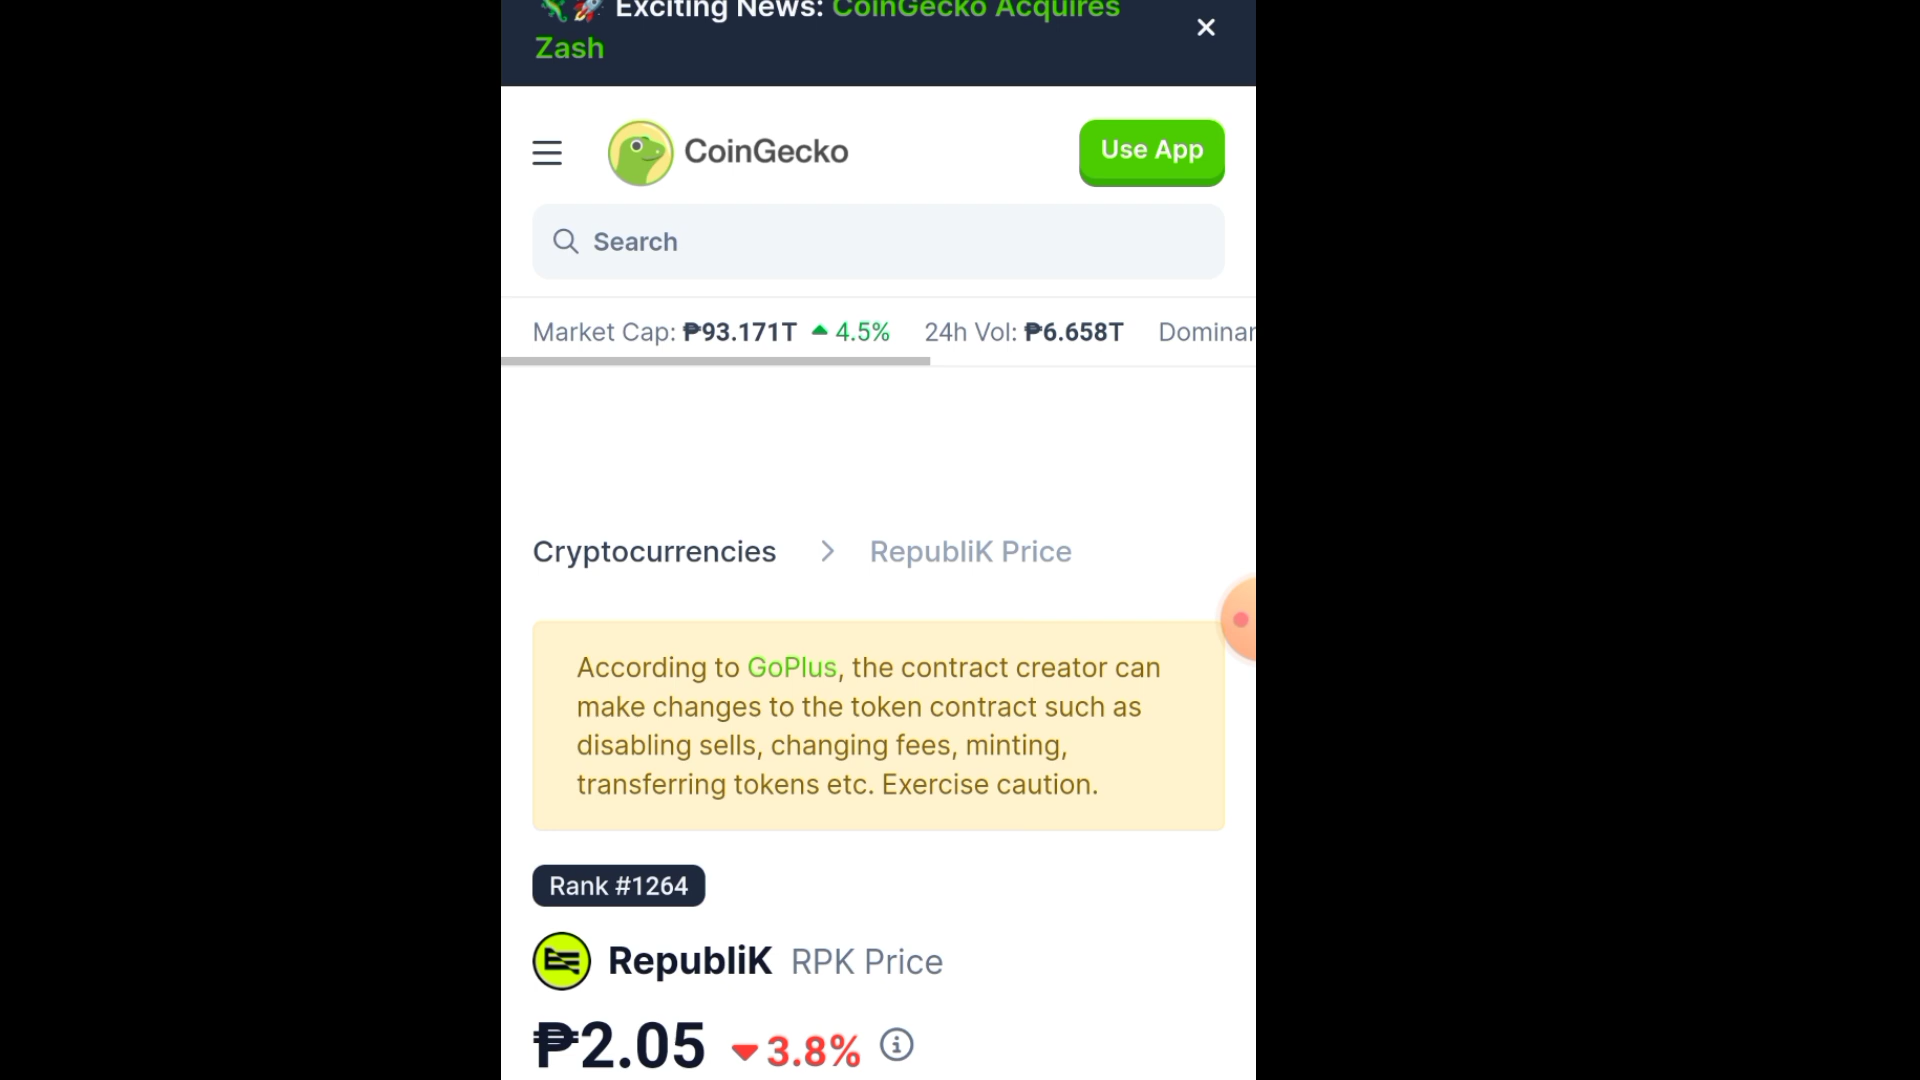 Exciting News: CoinGecko Acquires
Zash
CoinGecko
Use App
Search
Market Cap: ₱93.171T 4.5% 24h Vol: ₱6.658T Dominan
Cryptocurrencies > RepubliK Price
According to GoPlus, the contract creator can
make changes to the token contract such as
disabling sells, changing fees, minting,
transferring tokens etc. Exercise caution.
Rank #1264
RepubliK RPK Price
₱2.05 3.8%